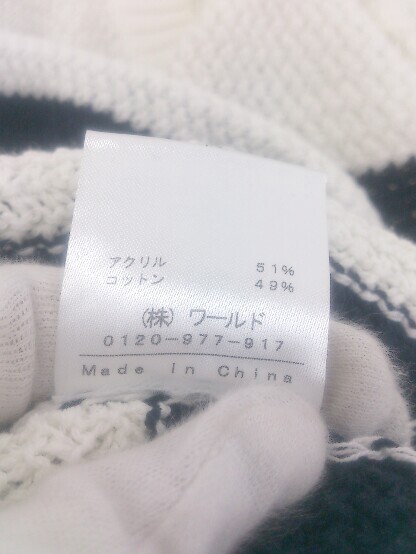 アクリル 51%
コットン 49%
(株) ワールド
0120-977-917
Made in China